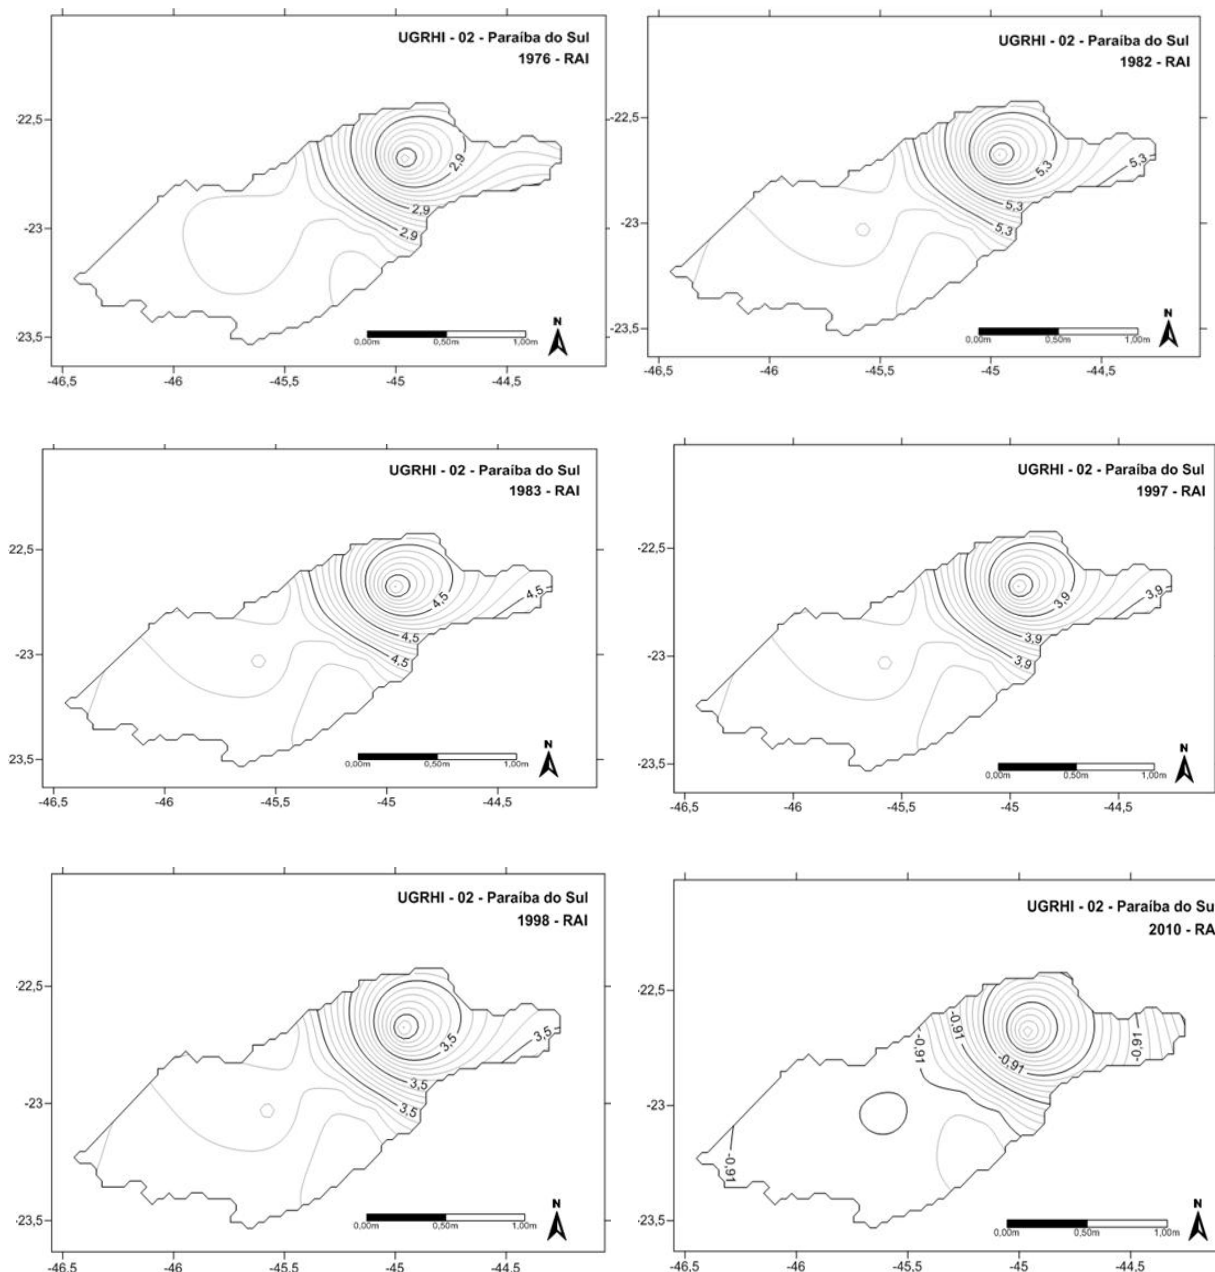 UGRHI - 02 - Paraíba do Sul
1976 - RAI
-22,5
-23
-23,5
2,9
2,9
2,9
N
0,00m 0,50m 1,00m
-46,5 -46 -45,5 -45 -44,5
UGRHI - 02 - Paraíba do Sul
1982 - RAI
-22,5
-23
-23,5
5,3
5,3
5,3
5,3
N
0,00m 0,50m 1,00m
-46,5 -46 -45,5 -45 -44,5
UGRHI - 02 - Paraíba do Sul
1983 - RAI
22,5
-23
23,5
4,5
4,5
4,5
4,5
N
0,00m 0,50m 1,00m
-46,5 -46 -45,5 -45 -44,5
UGRHI - 02 - Paraíba do Sul
1997 - RAI
-22,5
-23
-23,5
3,9
3,9
3,9
3,9
N
0,00m 0,50m 1,00m
-46,5 -46 -45,5 -45 -44,5
UGRHI - 02 - Paraíba do Sul
1998 - RAI
-22,5
-23
-23,5
3,5
3,5
3,5
3,5
N
0,00m 0,50m 1,00m
-46,5 -46 -45,5 -45 -44,5
UGRHI - 02 - Paraíba do Su
2010 - RA
-22,5
-23
-23,5
-0,91
-0,91
-0,91
-0,91
-0,91
N
0,00m 0,50m 1,00m
-46,5 -46 -45,5 -45 -44,5